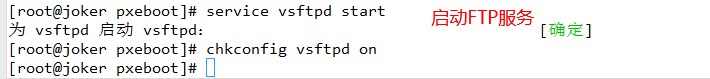 [root@joker pxeboot]# service vsftpd start
启动FTP服务
为 vsftpd 启动 vsftpd: [确定]
[root@joker pxeboot]# chkconfig vsftpd on
[root@joker pxeboot]#